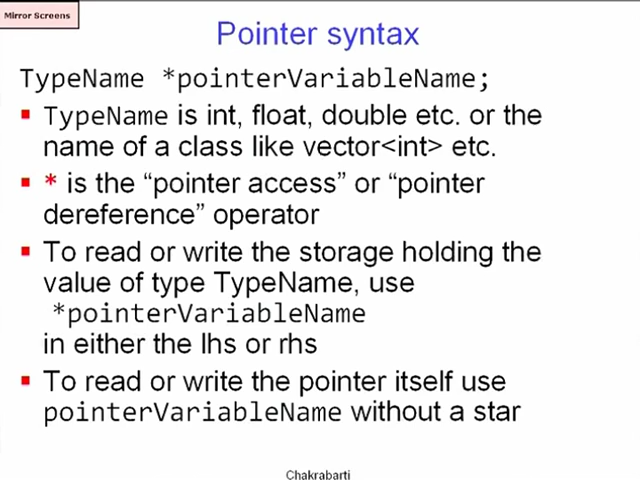 Mirror Screens
Pointer syntax
TypeName *pointerVariableName;
▪ TypeName is int, float, double etc. or the
name of a class like vector<int> etc.
▪ * is the “pointer access” or “pointer
dereference” operator
▪ To read or write the storage holding the
value of type TypeName, use
*pointerVariableName
in either the lhs or rhs
▪ To read or write the pointer itself use
pointerVariableName without a star
Chakrabarti